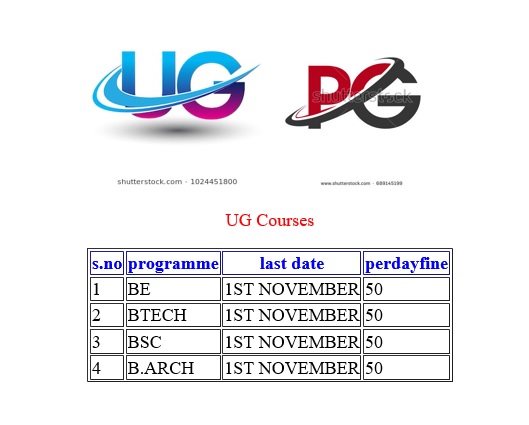 UG PG
shutterstock
shutterstock.com · 1024451800
www.shutterstock.com · 689145199
UG Courses
s.no programme last date perdayfine
1 BE 1ST NOVEMBER 50
2 BTECH 1ST NOVEMBER 50
3 BSC 1ST NOVEMBER 50
4 B.ARCH 1ST NOVEMBER 50